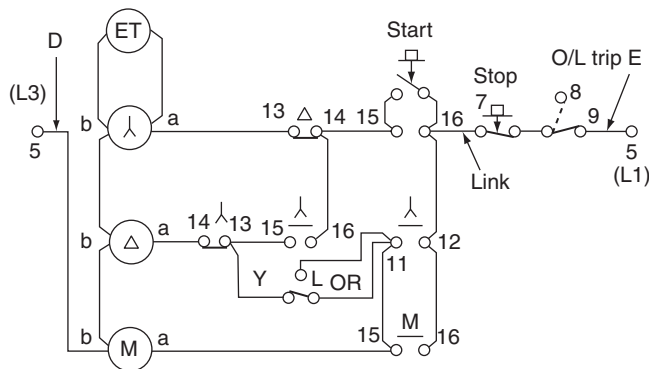 ET
Start
D
Stop
O/L trip E
(L3)
5
b
a
13 Δ 14
15
16
7
8
9
5
(L1)
Link
b
Δ
a
14
13
15
16
11
12
Y
L
OR
b
M
a
15
M
16